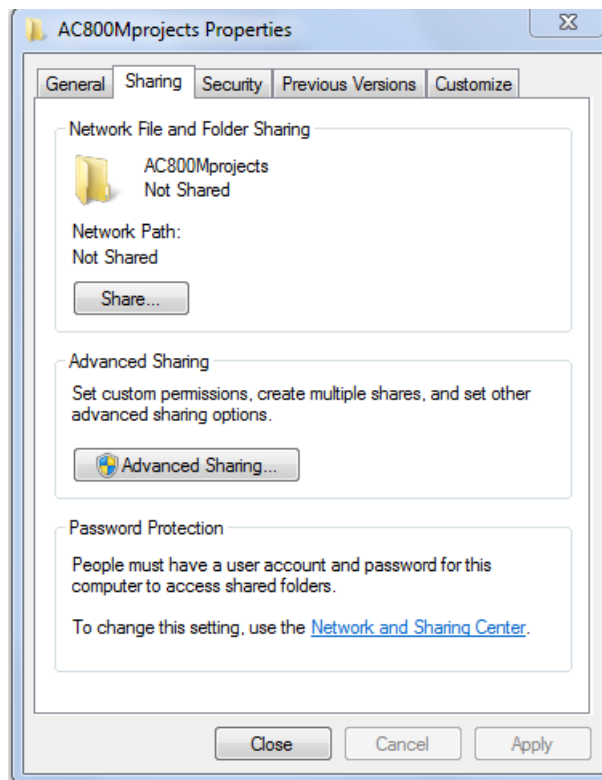 AC800Mprojects Properties
General Sharing Security Previous Versions Customize
Network File and Folder Sharing
AC800Mprojects
Not Shared
Network Path:
Not Shared
Share...
Advanced Sharing
Set custom permissions, create multiple shares, and set other
advanced sharing options.
Advanced Sharing...
Password Protection
People must have a user account and password for this
computer to access shared folders.
To change this setting, use the Network and Sharing Center.
Close Cancel Apply